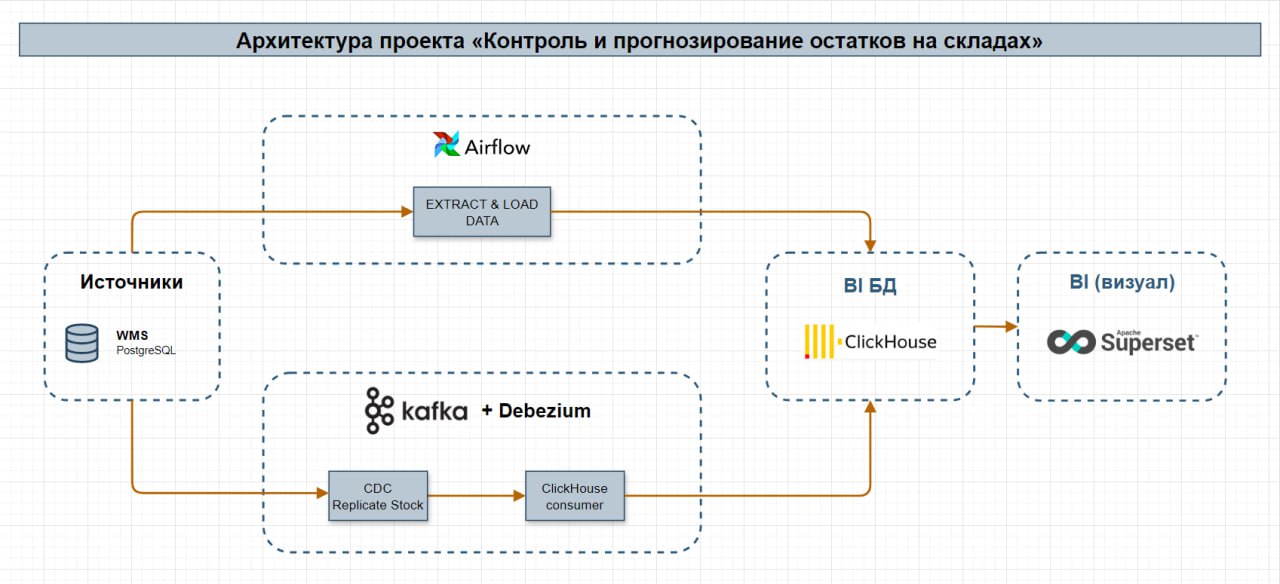 Архитектура проекта «Контроль и прогнозирование остатков на складах»
Airflow
EXTRACT & LOAD
DATA
Источники
WMS
PostgreSQL
kafka + Debezium
CDC
Replicate Stock
ClickHouse
consumer
BI БД
ClickHouse
BI (визуал)
Apache
Superset™